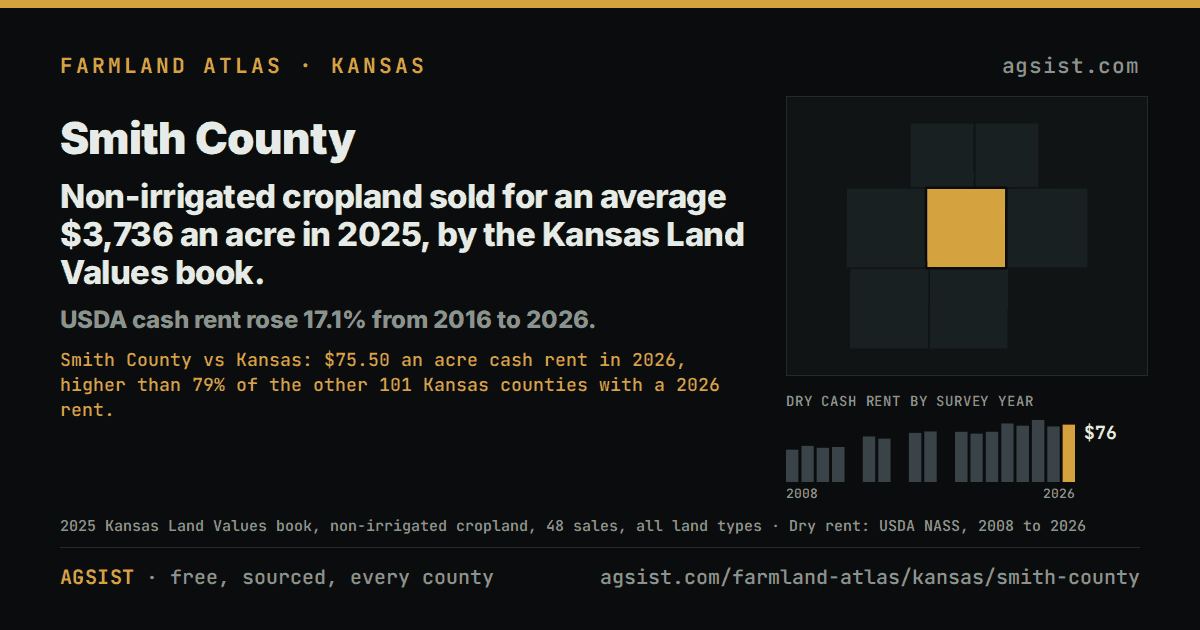 FARMLAND ATLAS · KANSAS
agsist.com
Smith County
Non-irrigated cropland sold for an average
$3,736 an acre in 2025, by the Kansas Land
Values book.
USDA cash rent rose 17.1% from 2016 to 2026.
Smith County vs Kansas: $75.50 an acre cash rent in 2026,
higher than 79% of the other 101 Kansas counties with a 2026
rent.
DRY CASH RENT BY SURVEY YEAR
$76
2008
2026
2025 Kansas Land Values book, non-irrigated cropland, 48 sales, all land types · Dry rent: USDA NASS, 2008 to 2026
AGSIST · free, sourced, every county
agsist.com/farmland-atlas/kansas/smith-county